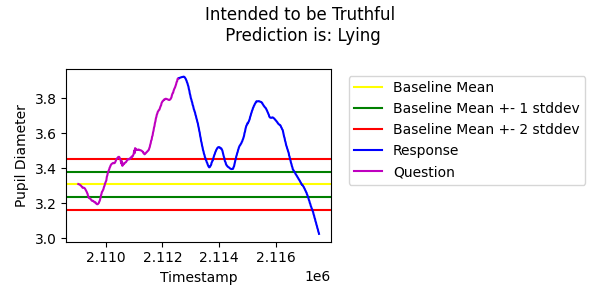 Intended to be Truthful
Prediction is: Lying
Pupil Diameter
3.8
3.6
3.4
3.2
3.0
2.110
2.112
2.114
2.116
1e6
Timestamp
Baseline Mean
Baseline Mean +- 1 stddev
Baseline Mean +- 2 stddev
Response
Question